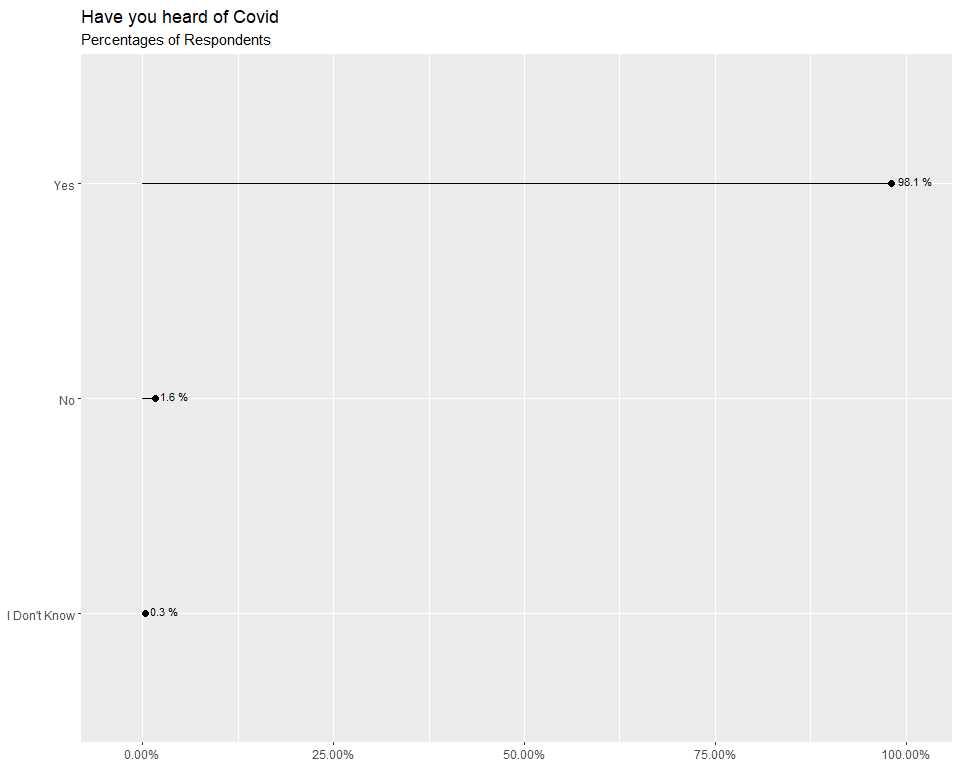 Have you heard of Covid
Percentages of Respondents
Yes
98.1 %
No
1.6 %
I Don't Know
0.3 %
0.00%
25.00%
50.00%
75.00%
100.00%